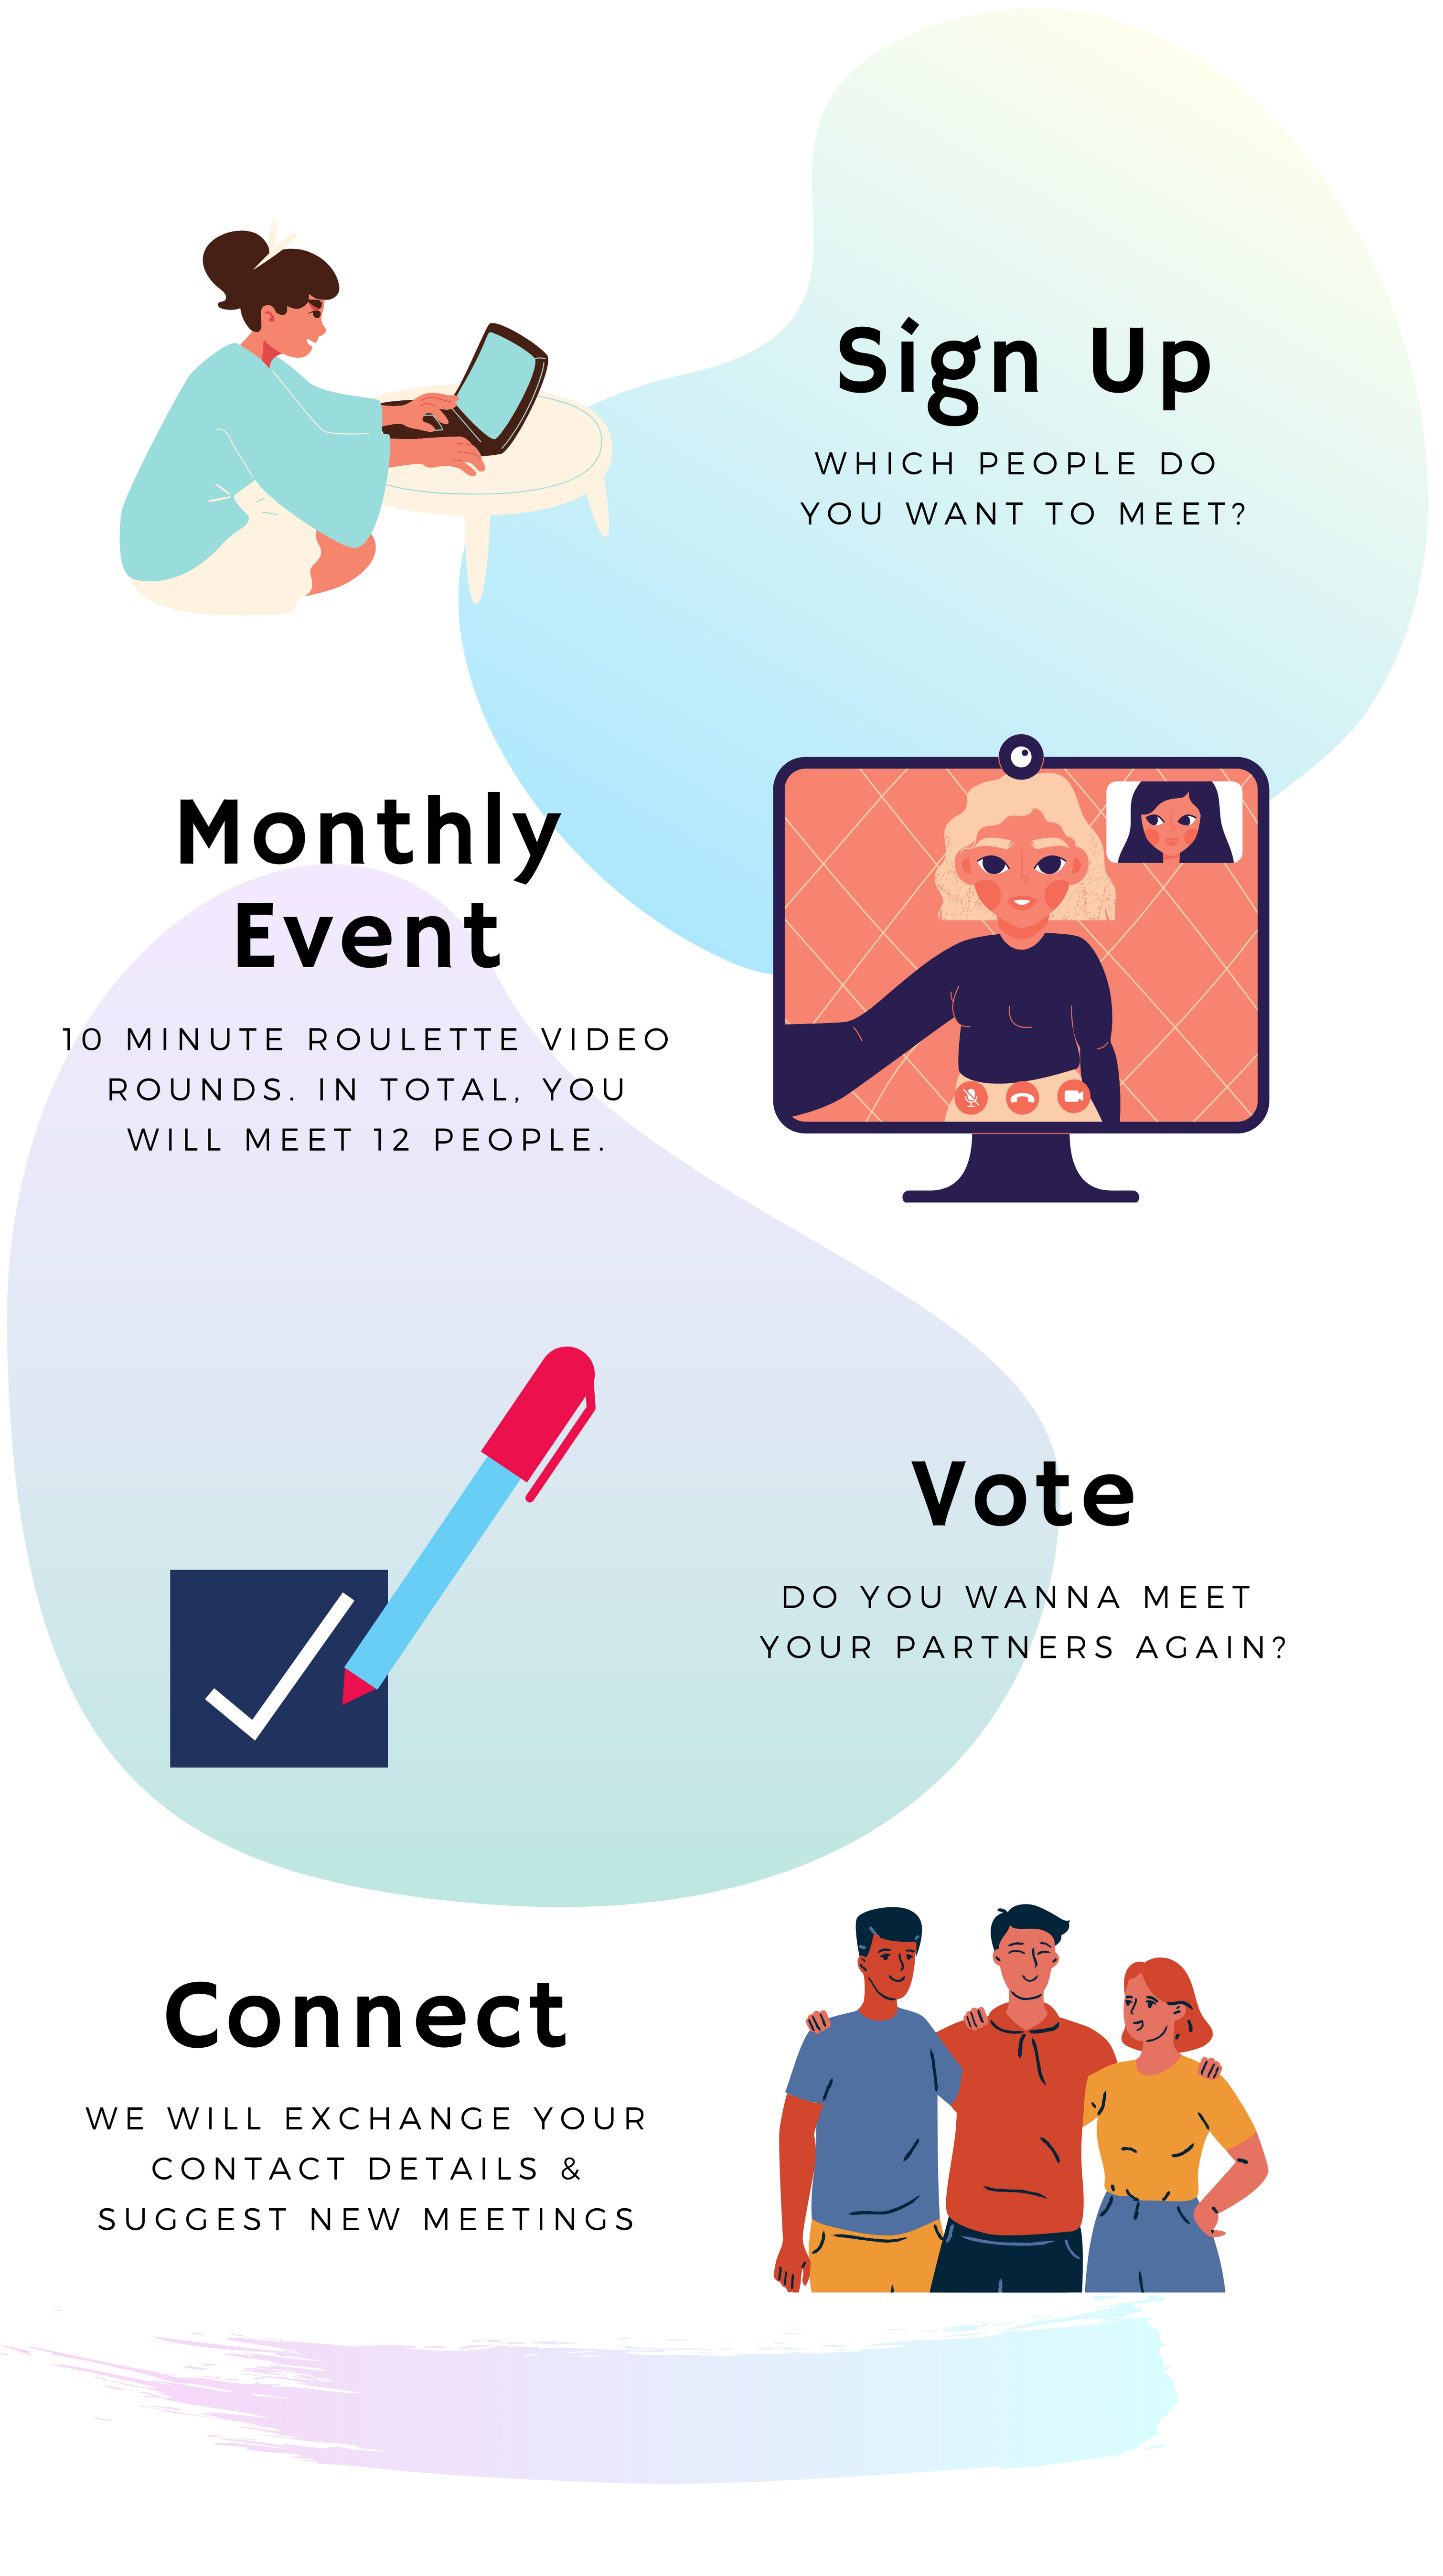 Sign Up
WHICH PEOPLE DO
YOU WANT TO MEET?
Monthly
Event
10 MINUTE ROULETTE VIDEO
ROUNDS. IN TOTAL, YOU
WILL MEET 12 PEOPLE.
Vote
DO YOU WANNA MEET
YOUR PARTNERS AGAIN?
Connect
WE WILL EXCHANGE YOUR
CONTACT DETAILS &
SUGGEST NEW MEETINGS